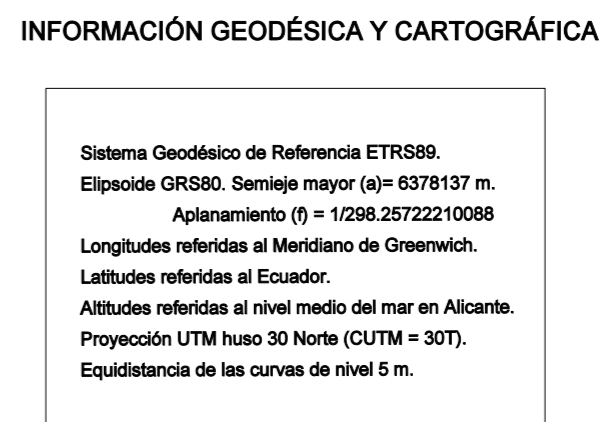 INFORMACIÓN GEODÉSICA Y CARTOGRÁFICA
Sistema Geodésico de Referencia ETRS89.
Elipsoide GRS80. Semieje mayor (a)= 6378137 m.
Aplanamiento (f) = 1/298.25722210088
Longitudes referidas al Meridiano de Greenwich.
Latitudes referidas al Ecuador.
Altitudes referidas al nivel medio del mar en Alicante.
Proyección UTM huso 30 Norte (CUTM = 30T).
Equidistancia de las curvas de nivel 5 m.